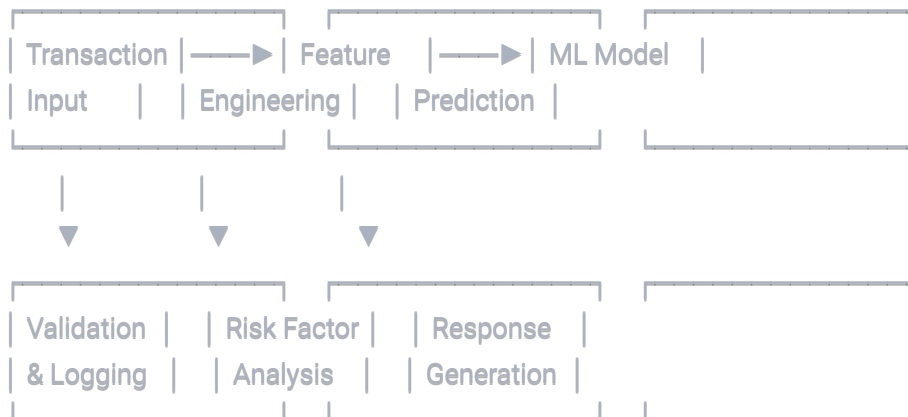 Transaction Feature ML Model
Input Engineering Prediction
Validation Risk Factor Response
& Logging Analysis Generation